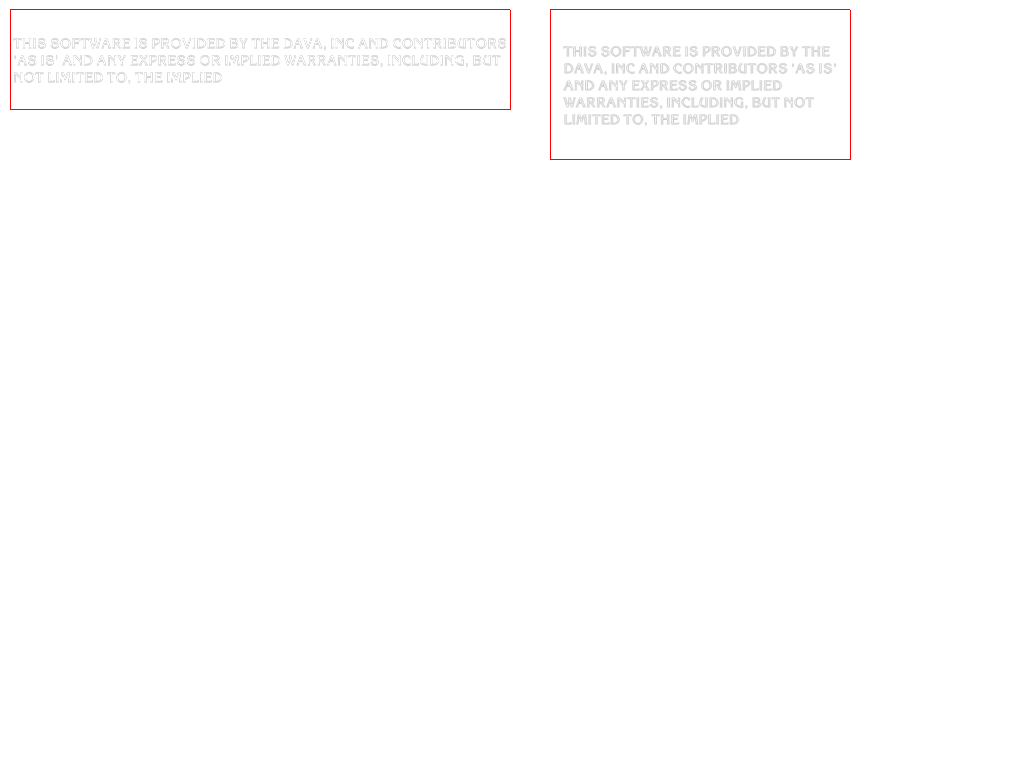 THIS SOFTWARE IS PROVIDED BY THE DAVA, INC AND CONTRIBUTORS
'AS IS' AND ANY EXPRESS OR IMPLIED WARRANTIES, INCLUDING, BUT
NOT LIMITED TO, THE IMPLIED
THIS SOFTWARE IS PROVIDED BY THE
DAVA, INC AND CONTRIBUTORS 'AS IS'
AND ANY EXPRESS OR IMPLIED
WARRANTIES, INCLUDING, BUT NOT
LIMITED TO, THE IMPLIED